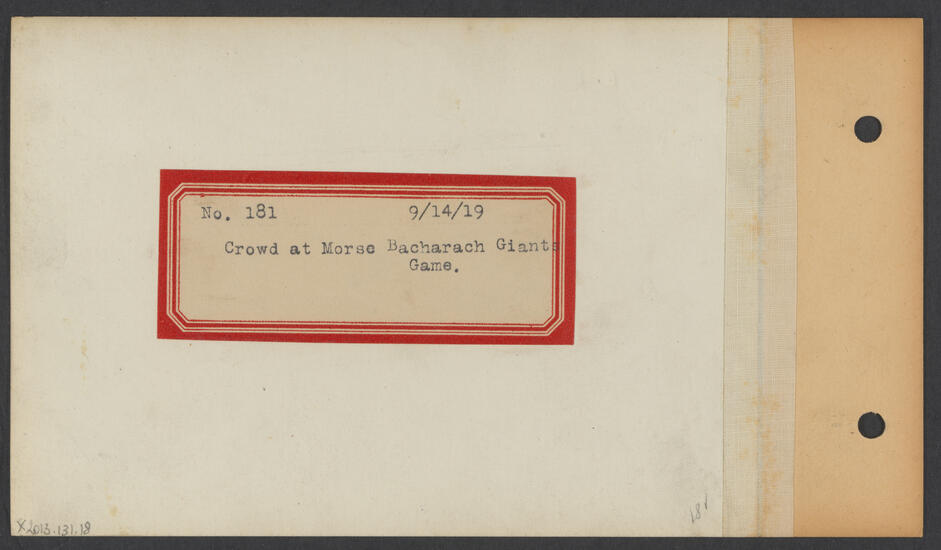 No. 181 9/14/19
Crowd at Morse Bacharach Giants
Game.
181
X2013.131.18